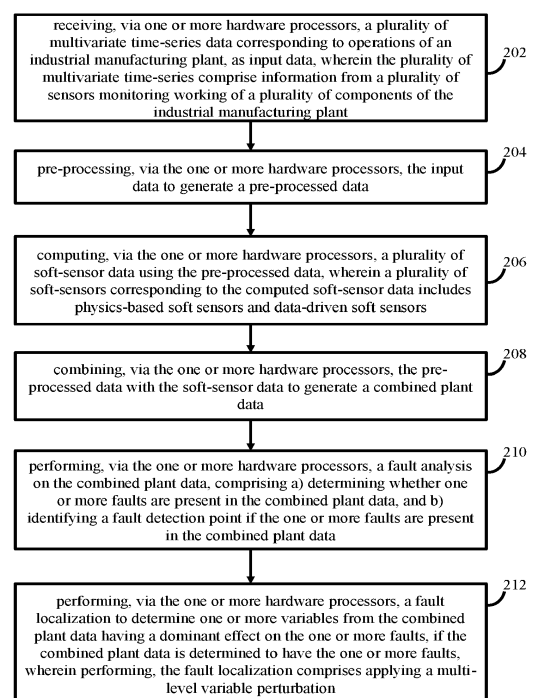 receiving, via one or more hardware processors, a plurality of
multivariate time-series data corresponding to operations of an
industrial manufacturing plant, as input data, wherein the plurality of
multivariate time-series comprise information from a plurality of
sensors monitoring working of a plurality of components of the
industrial manufacturing plant
202
pre-processing, via the one or more hardware processors, the input
data to generate a pre-processed data
204
computing, via the one or more hardware processors, a plurality of
soft-sensor data using the pre-processed data, wherein a plurality of
soft-sensors corresponding to the computed soft-sensor data includes
physics-based soft sensors and data-driven soft sensors
206
combining, via the one or more hardware processors, the pre-
processed data with the soft-sensor data to generate a combined plant
data
208
performing, via the one or more hardware processors, a fault analysis
on the combined plant data, comprising a) determining whether one
or more faults are present in the combined plant data, and b)
identifying a fault detection point if the one or more faults are present
in the combined plant data
210
performing, via the one or more hardware processors, a fault
localization to determine one or more variables from the combined
plant data having a dominant effect on the one or more faults, if the
combined plant data is determined to have the one or more faults,
wherein performing, the fault localization comprises applying a multi-
level variable perturbation
212